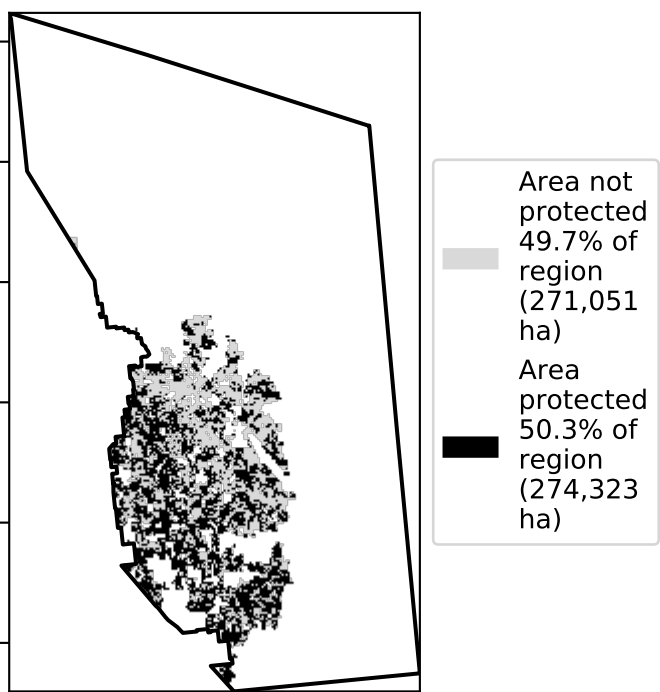 Area not
protected
49.7% of
region
(271,051
ha)
Area
protected
50.3% of
region
(274,323
ha)